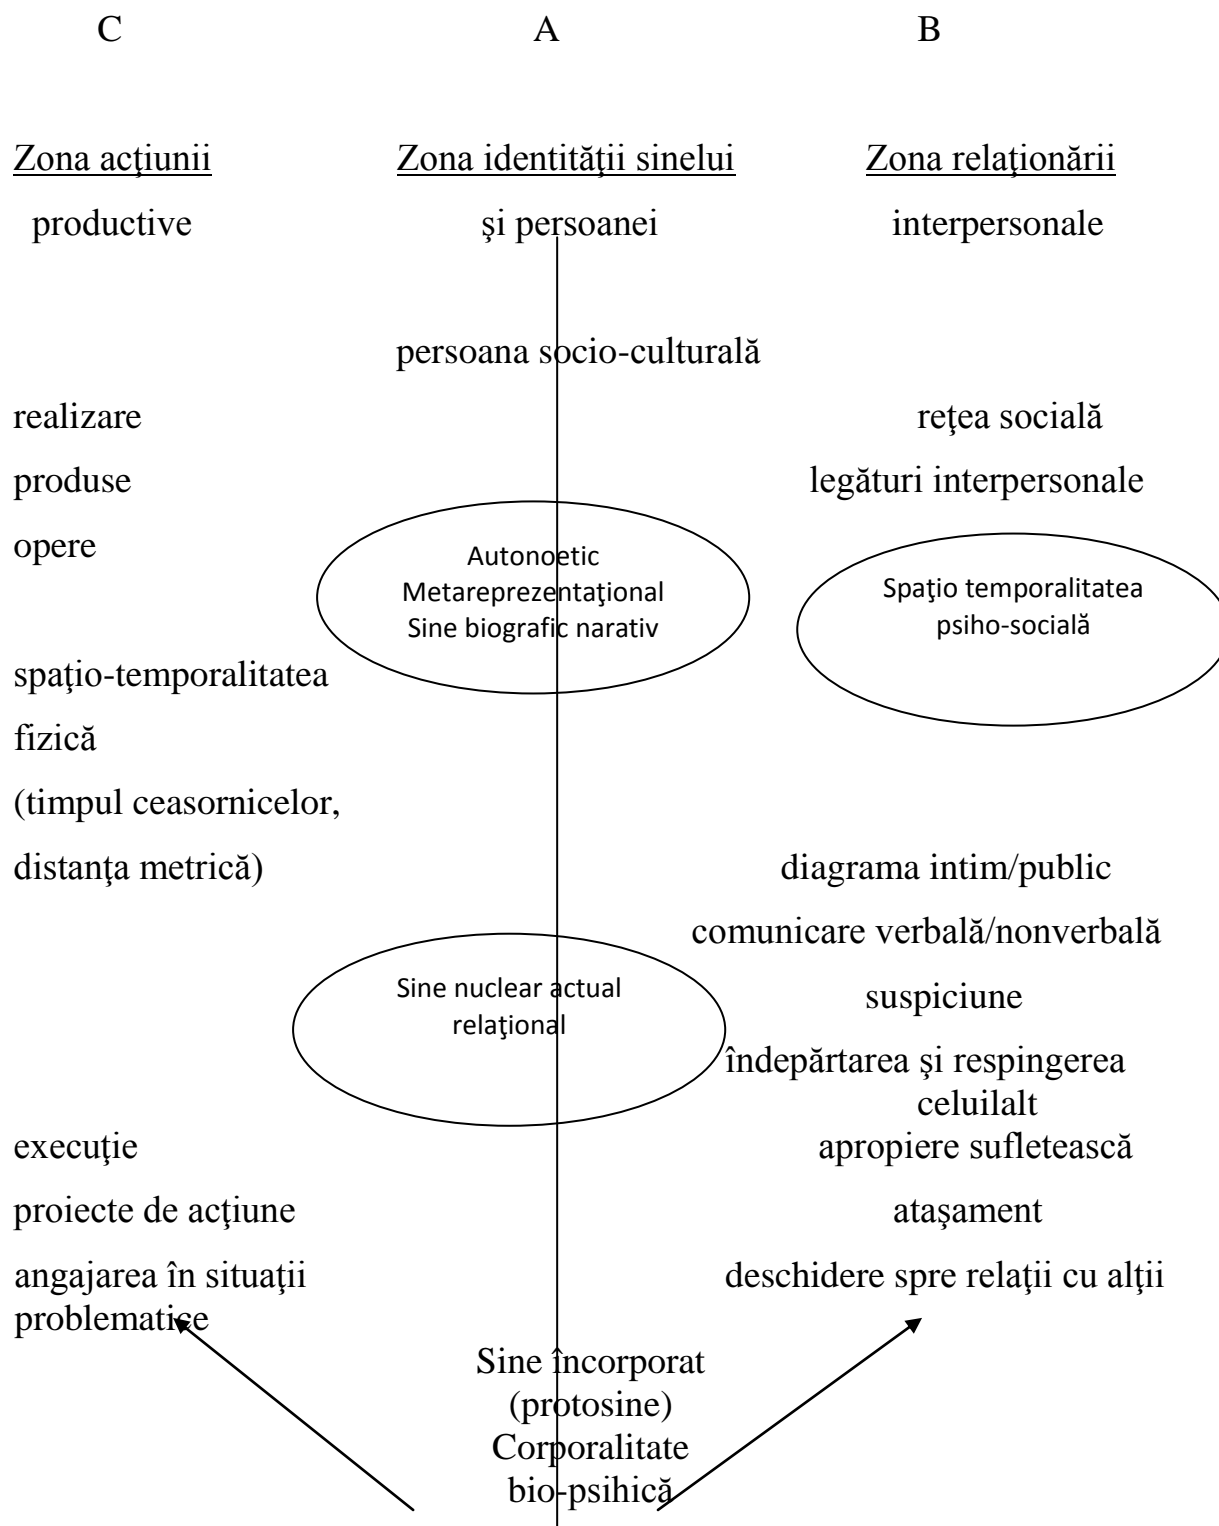 C
A
B
Zona acţiunii
Zona identităţii sinelui
Zona relaţionării
productive
şi persoanei
interpersonale
persoana socio-culturală
realizare
reţea socială
produse
legături interpersonale
opere
Autonoetic
Metareprezentaţional
Sine biografic narativ
Spaţio temporalitatea
psiho-socială
spaţio-temporalitatea
fizică
(timpul ceasornicelor,
distanţa metrică)
diagrama intim/public
comunicare verbală/nonverbală
Sine nuclear actual
relaţional
suspiciune
îndepărtarea şi respingerea
celuilalt
execuţie
apropiere sufletească
proiecte de acţiune
ataşament
angajarea în situaţii
problematice
deschidere spre relaţii cu alţii
Sine încorporat
(protosine)
Corporalitate
bio-psihică